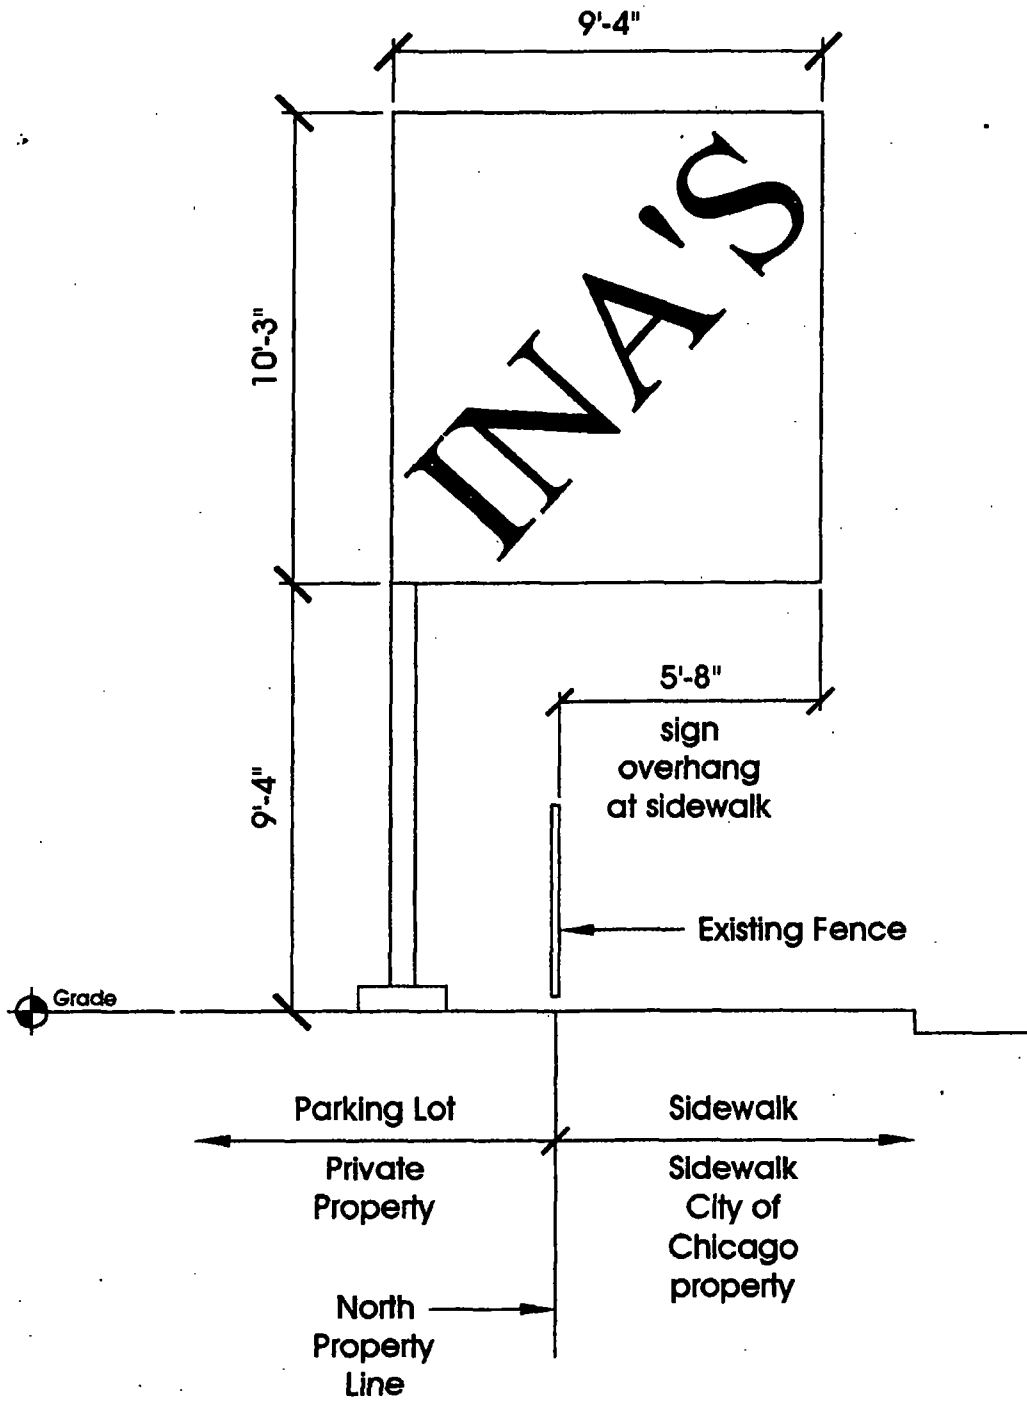 9'-4"
INA'S
10'-3"
5'-8"
sign
overhang
at sidewalk
9'-4"
Existing Fence
Grade
Parking Lot
Sidewalk
Private
Property
Sidewalk
City of
Chicago
property
North
Property
Line